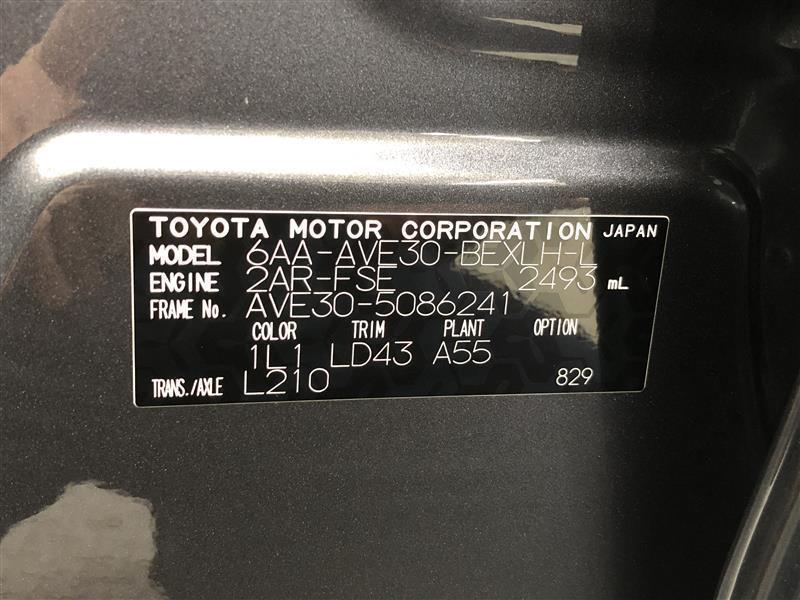 TOYOTA MOTOR CORPORATION JAPAN
MODEL 6AA-AVE30-BEXLH-L
ENGINE 2AR-FSE 2493 mL
FRAME No. AVE30-5086241
COLOR TRIM PLANT OPTION
1L1 LD43 A55
TRANS./AXLE L210 829